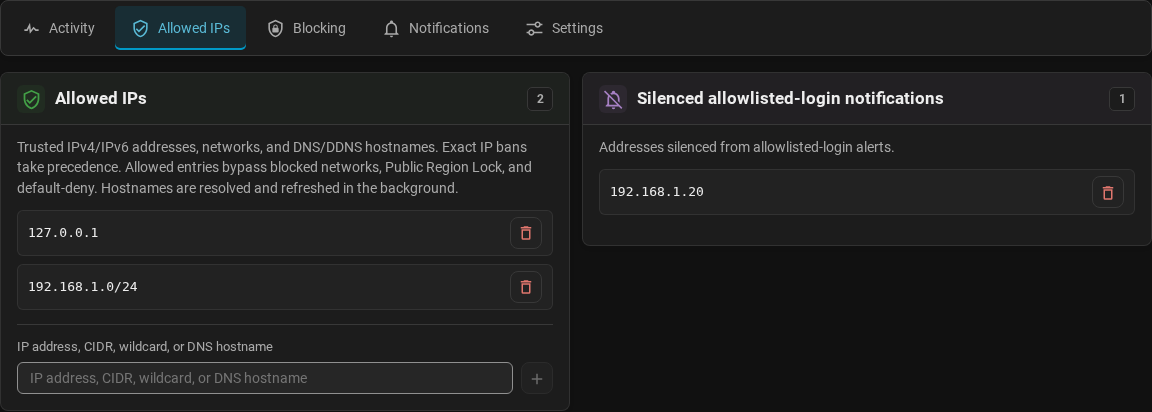 Activity
Allowed IPs
Blocking
Notifications
Settings
Allowed IPs
2
Trusted IPv4/IPv6 addresses, networks, and DNS/DDNS hostnames. Exact IP bans
take precedence. Allowed entries bypass blocked networks, Public Region Lock, and
default-deny. Hostnames are resolved and refreshed in the background.
127.0.0.1
192.168.1.0/24
IP address, CIDR, wildcard, or DNS hostname
IP address, CIDR, wildcard, or DNS hostname
Silenced allowlisted-login notifications
1
Addresses silenced from allowlisted-login alerts.
192.168.1.20